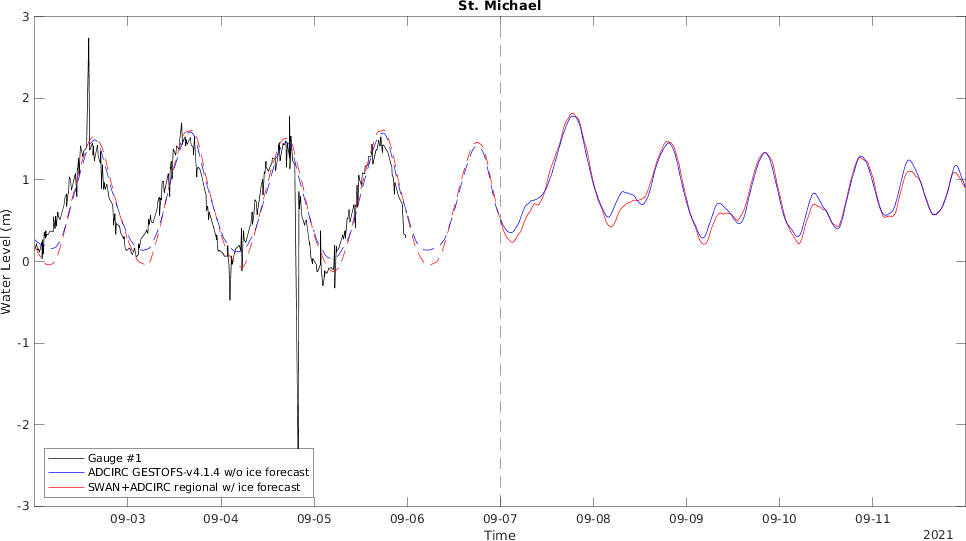 St. Michael
3
2
1
0
-1
-2
-3
Water Level (m)
Gauge #1
ADCIRC GESTOFS-v4.1.4 w/o ice forecast
SWAN+ADCIRC regional w/ ice forecast
09-03 09-04 09-05 09-06 09-07 09-08 09-09 09-10 09-11
Time
2021